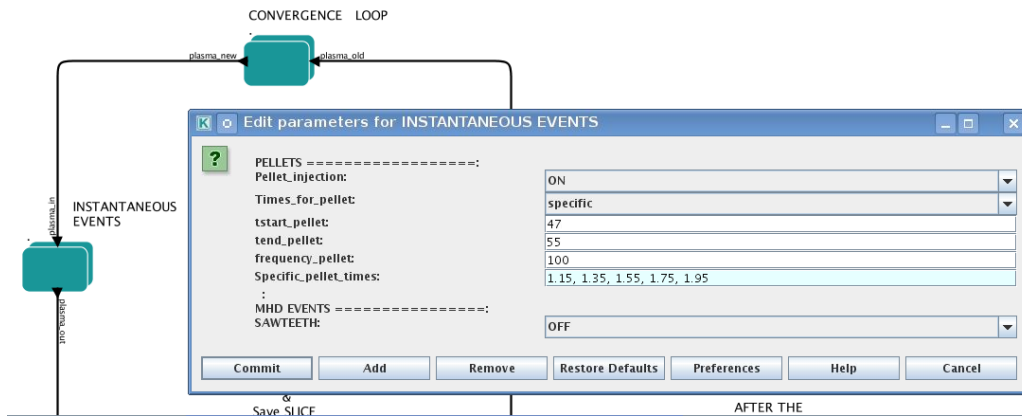 CONVERGENCE LOOP
plasma_new
plasma_old
Edit parameters for INSTANTANEOUS EVENTS
?
PELLETS ==================:
Pellet_injection:
ON
Times_for_pellet:
specific
tstart_pellet:
47
tend_pellet:
55
frequency_pellet:
100
Specific_pellet_times:
1.15, 1.35, 1.55, 1.75, 1.95
:
MHD EVENTS ================:
SAWTEETH:
OFF
Commit
Add
Remove
Restore Defaults
Preferences
Help
Cancel
plasma_in
INSTANTANEOUS
EVENTS
plasma_out
&
Save SLICE
AFTER THE